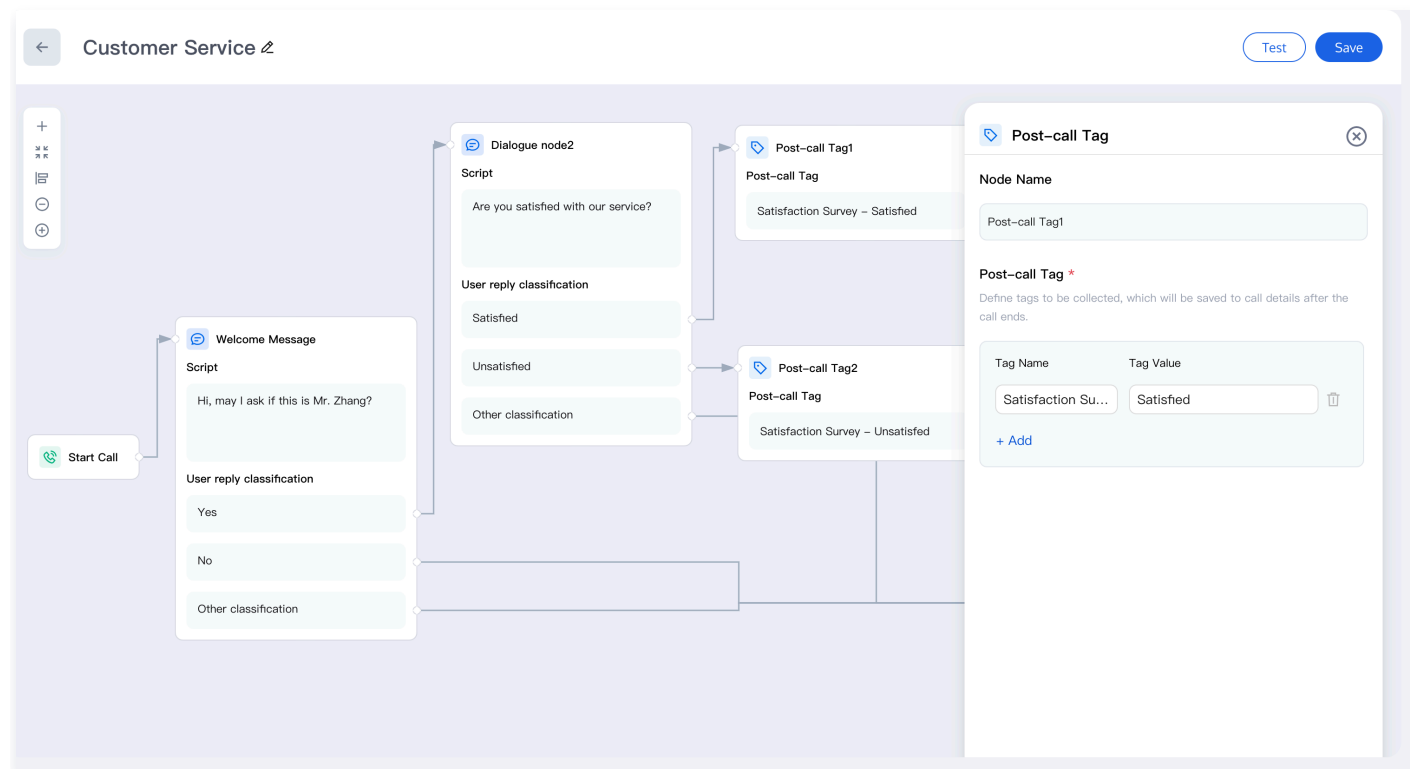 Customer Service
Test
Save
Start Call
Welcome Message
Script
Hi, may I ask if this is Mr. Zhang?
User reply classification
Yes
No
Other classification
Dialogue node2
Script
Are you satisfied with our service?
User reply classification
Satisfied
Unsatisfied
Other classification
Post-call Tag1
Post-call Tag
Satisfaction Survey – Satisfied
Post-call Tag2
Post-call Tag
Satisfaction Survey – Unsatisfed
Post-call Tag
Node Name
Post-call Tag1
Post-call Tag *
Define tags to be collected, which will be saved to call details after the
call ends.
Tag Name Tag Value
Satisfaction Su... Satisfied
+ Add